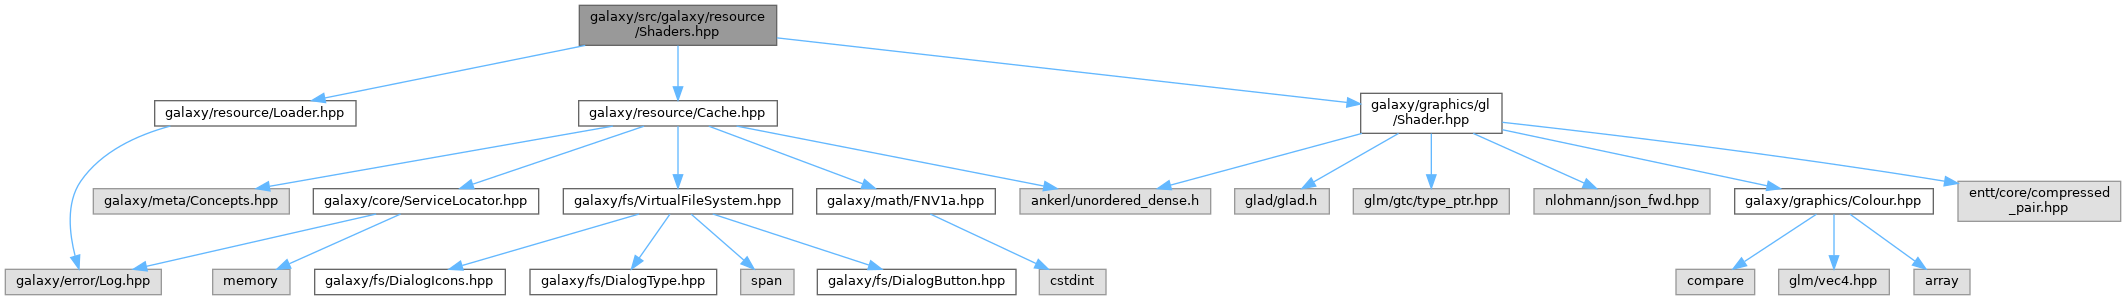 galaxy/src/galaxy/resource
/Shaders.hpp
galaxy/resource/Loader.hpp
galaxy/resource/Cache.hpp
galaxy/graphics/gl
/Shader.hpp
galaxy/meta/Concepts.hpp
galaxy/core/ServiceLocator.hpp
galaxy/fs/VirtualFileSystem.hpp
galaxy/math/FNV1a.hpp
ankerl/unordered_dense.h
glad/glad.h
glm/gtc/type_ptr.hpp
nlohmann/json_fwd.hpp
galaxy/graphics/Colour.hpp
entt/core/compressed
_pair.hpp
galaxy/error/Log.hpp
memory
galaxy/fs/DialogIcons.hpp
galaxy/fs/DialogType.hpp
span
galaxy/fs/DialogButton.hpp
cstdint
compare
glm/vec4.hpp
array